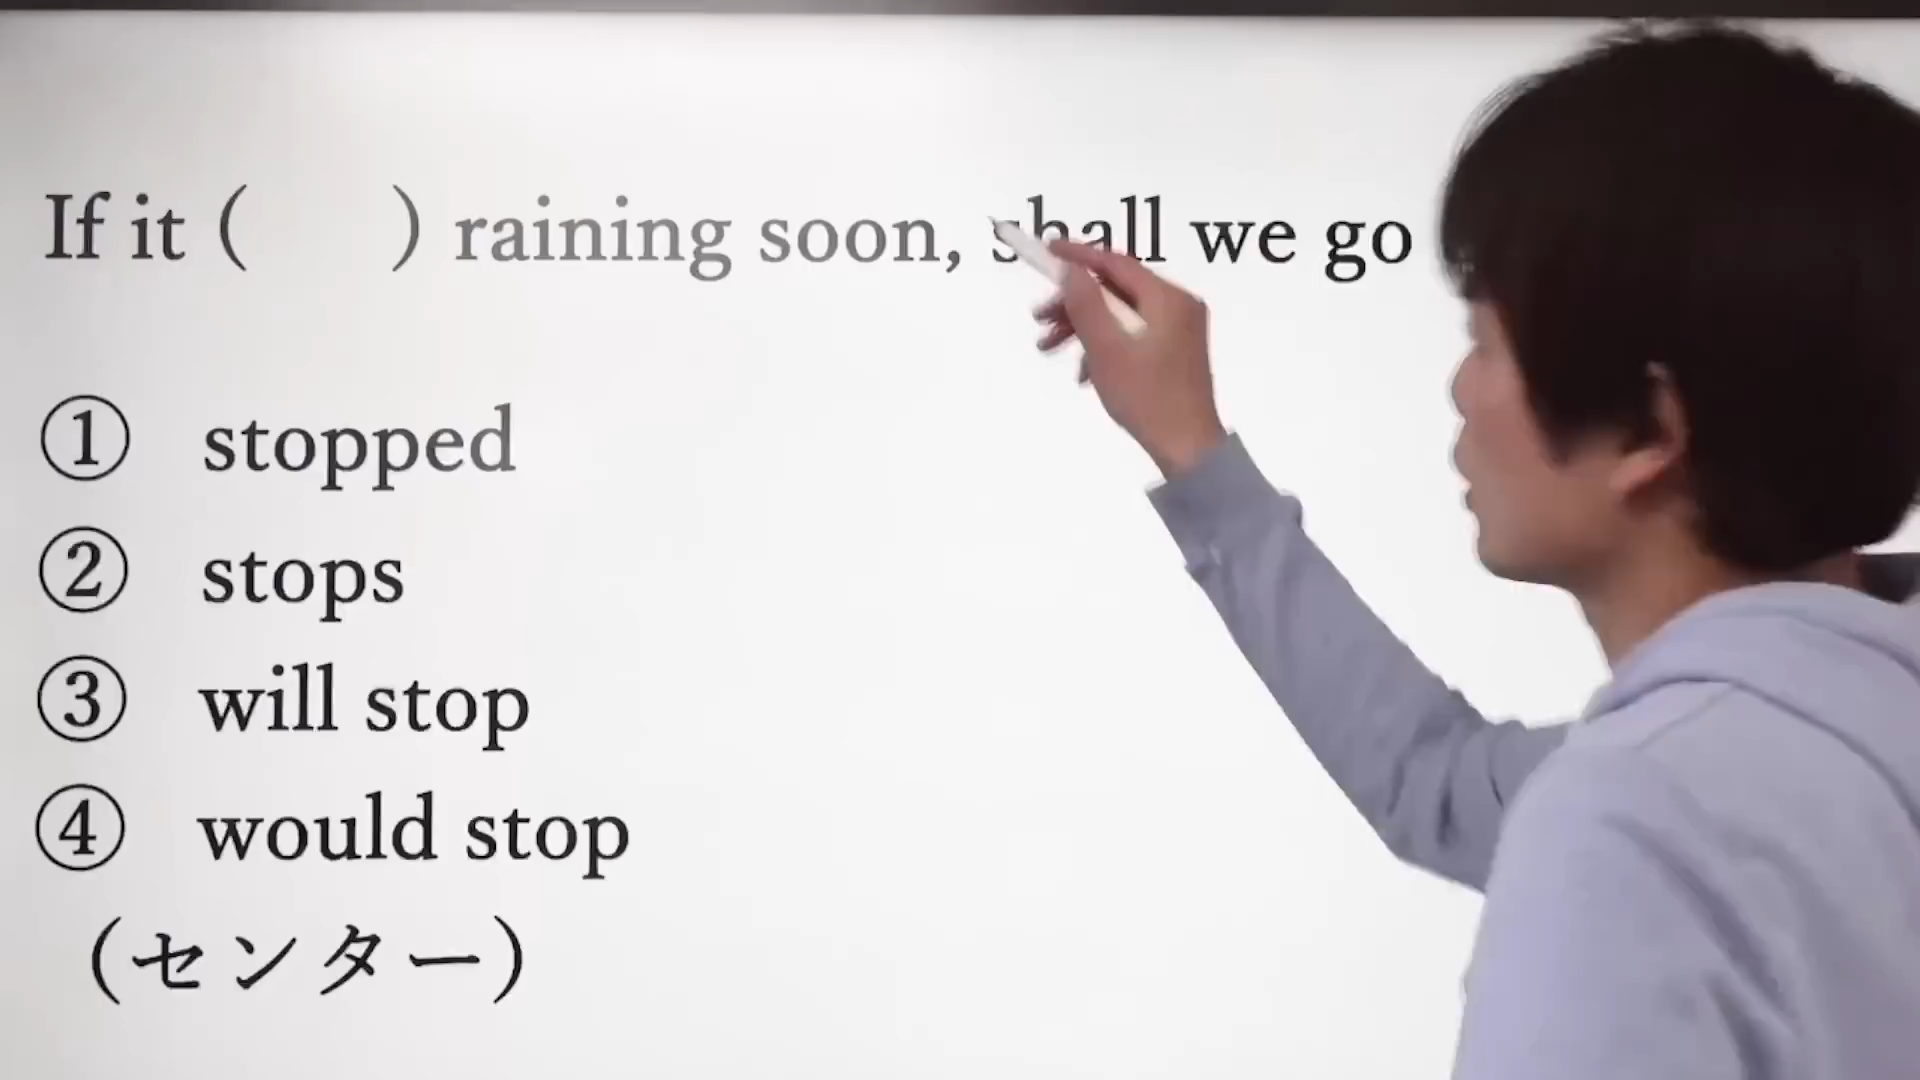 If it (     ) raining soon, shall we go
① stopped
② stops
③ will stop
④ would stop
(センター)